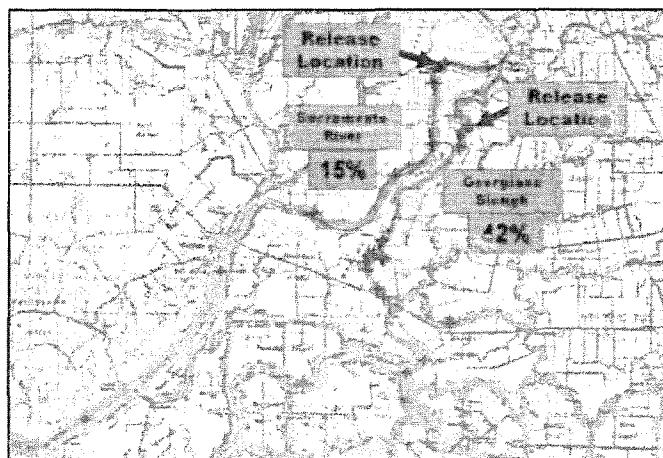 Release
Location
Release
Location
Sacramento
River
15%
Georgiana
Slough
42%